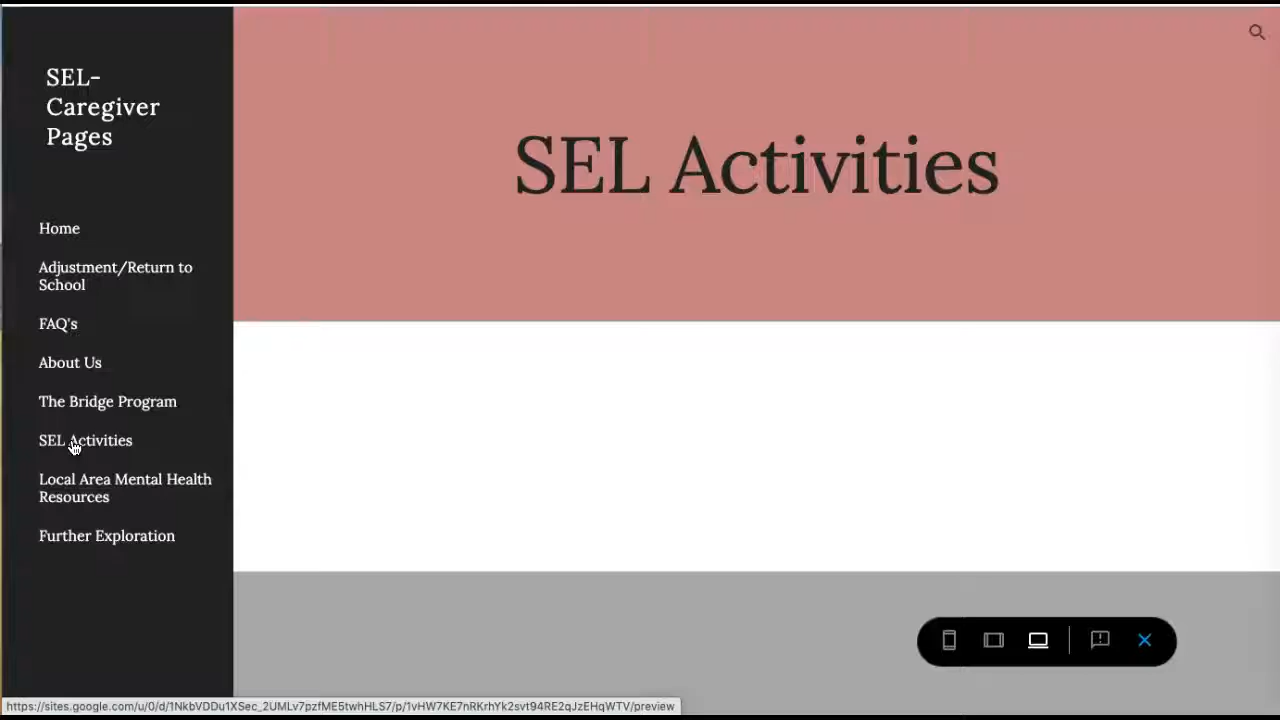 SEL-
Caregiver
Pages
Home
Adjustment/Return to
School
FAQ's
About Us
The Bridge Program
SEL Activities
Local Area Mental Health
Resources
Further Exploration
SEL Activities
https://sites.google.com/u/0/d/1NkbVDDu1XSec_2UMLv7pzfME5twhHLS7/p/1vHW7KE7nRKrhYk2svt94RE2qJzEHqWTV/preview